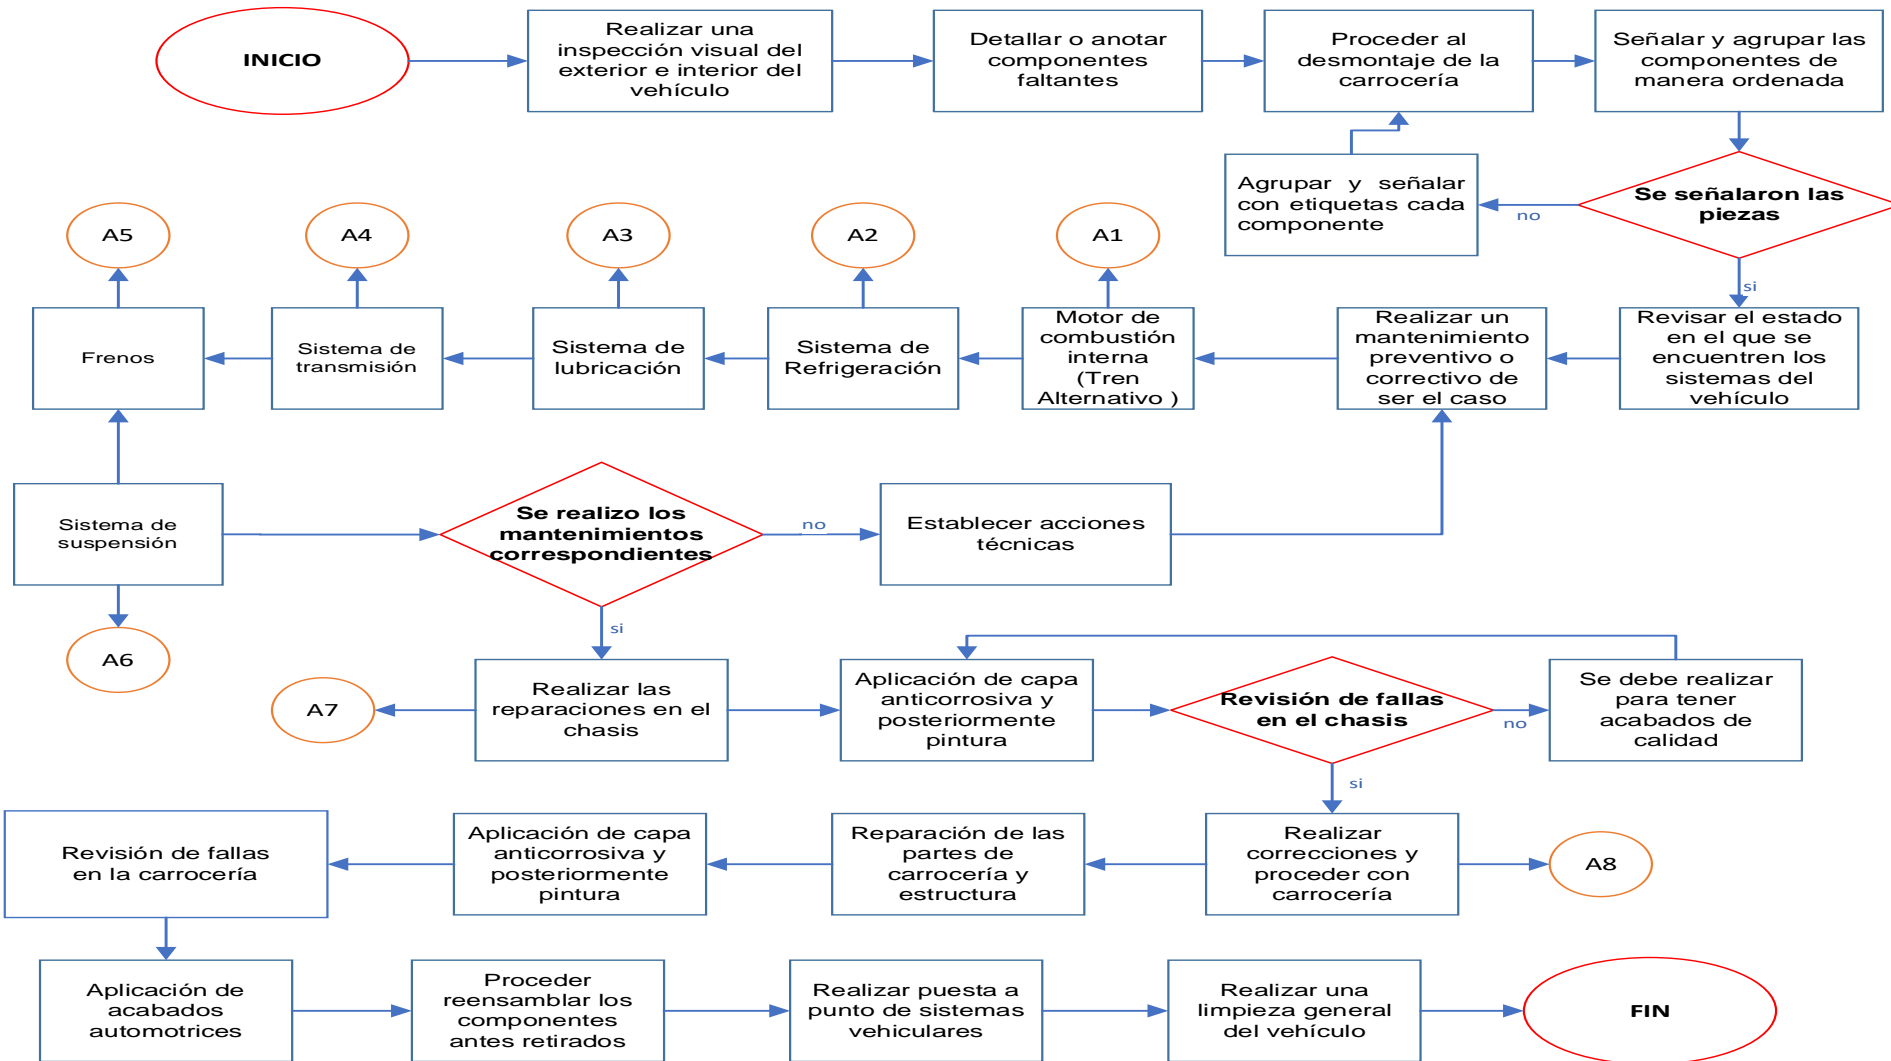 INICIO
Realizar una
inspección visual del
exterior e interior del
vehículo
Detallar o anotar
componentes
faltantes
Proceder al
desmontaje de la
carrocería
Señalar y agrupar las
componentes de
manera ordenada
Agrupar y señalar
con etiquetas cada
componente
no
Se señalaron las
piezas
si
A5
A4
A3
A2
A1
Frenos
Sistema de
transmisión
Sistema de
lubricación
Sistema de
Refrigeración
Motor de
combustión
interna
(Tren
Alternativo )
Realizar un
mantenimiento
preventivo o
correctivo de
ser el caso
Revisar el estado
en el que se
encuentren los
sistemas del
vehículo
Sistema de
suspensión
Se realizo los
mantenimientos
correspondientes
no
Establecer acciones
técnicas
si
A6
A7
Realizar las
reparaciones en el
chasis
Aplicación de capa
anticorrosiva y
posteriormente
pintura
Revisión de fallas
en el chasis
no
Se debe realizar
para tener
acabados de
calidad
si
Revisión de fallas
en la carrocería
Aplicación de capa
anticorrosiva y
posteriormente
pintura
Reparación de las
partes de
carrocería y
estructura
Realizar
correcciones y
proceder con
carrocería
A8
Aplicación de
acabados
automotrices
Proceder
reensamblar los
componentes
antes retirados
Realizar puesta a
punto de sistemas
vehiculares
Realizar una
limpieza general
del vehículo
FIN